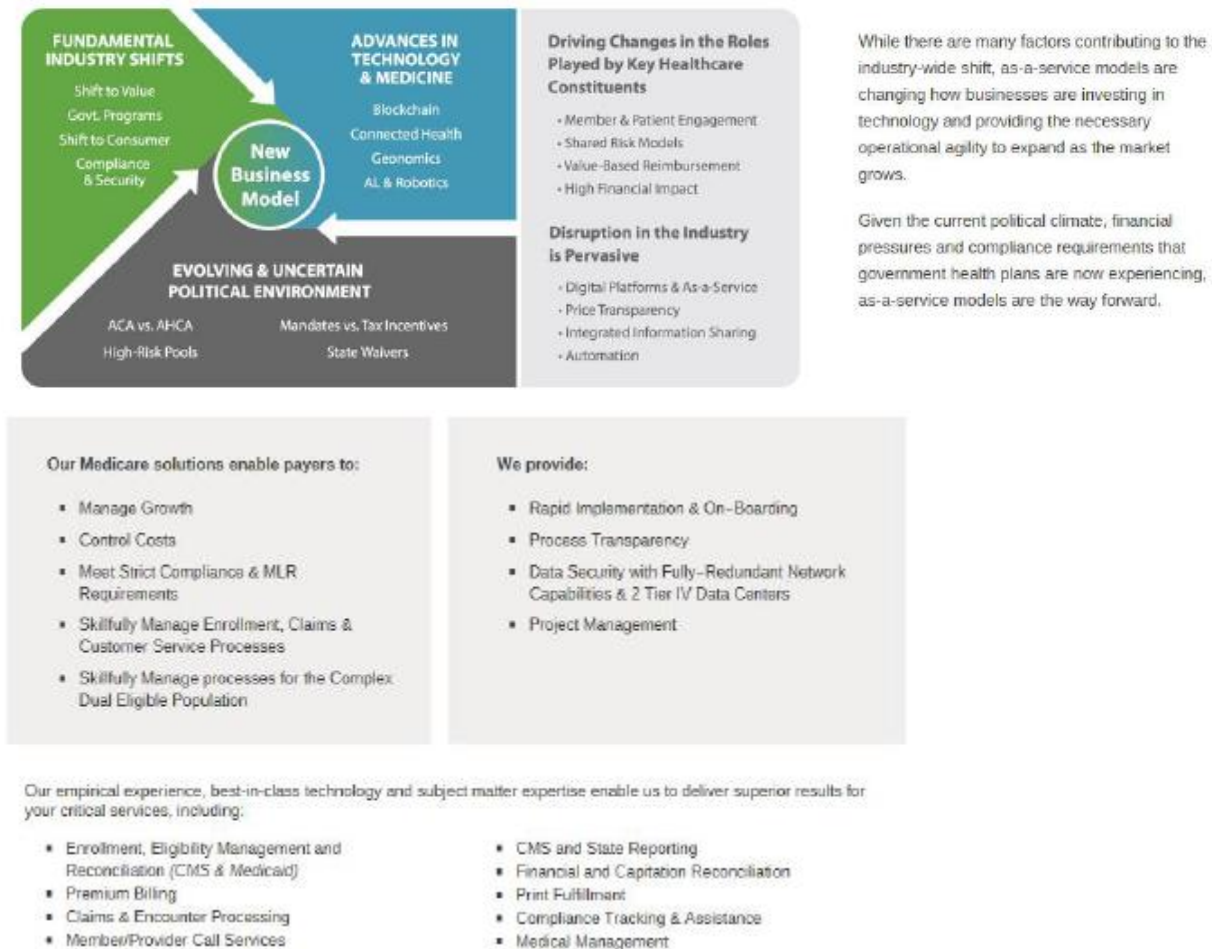 FUNDAMENTAL
INDUSTRY SHIFTS
Shift to Value
Govt. Programs
Shift to Consumer
Compliance
& Security
ADVANCES IN
TECHNOLOGY
& MEDICINE
Blockchain
Connected Health
Geonomics
AL & Robotics
New
Business
Model
EVOLVING & UNCERTAIN
POLITICAL ENVIRONMENT
ACA vs. AHCA
Mandates vs. Tax Incentives
High-Risk Pools
State Waivers
Driving Changes in the Roles
Played by Key Healthcare
Constituents
• Member & Patient Engagement
• Shared Risk Models
• Value-Based Reimbursement
• High Financial Impact
Disruption in the Industry
is Pervasive
• Digital Platforms & As-a-Service
• Price Transparency
• Integrated Information Sharing
• Automation
While there are many factors contributing to the
industry-wide shift, as-a-service models are
changing how businesses are investing in
technology and providing the necessary
operational agility to expand as the market
grows.
Given the current political climate, financial
pressures and compliance requirements that
government health plans are now experiencing,
as-a-service models are the way forward.
Our Medicare solutions enable payers to:
▪ Manage Growth
▪ Control Costs
▪ Meet Strict Compliance & MLR
Requirements
▪ Skillfully Manage Enrollment, Claims &
Customer Service Processes
▪ Skillfully Manage processes for the Complex
Dual Eligible Population
We provide:
▪ Rapid Implementation & On-Boarding
▪ Process Transparency
▪ Data Security with Fully-Redundant Network
Capabilities & 2 Tier IV Data Centers
▪ Project Management
Our empirical experience, best-in-class technology and subject matter expertise enable us to deliver superior results for
your critical services, including:
▪ Enrollment, Eligibility Management and
Reconciliation (CMS & Medicaid)
▪ Premium Billing
▪ Claims & Encounter Processing
▪ Member/Provider Call Services
▪ CMS and State Reporting
▪ Financial and Capitation Reconciliation
▪ Print Fulfillment
▪ Compliance Tracking & Assistance
▪ Medical Management